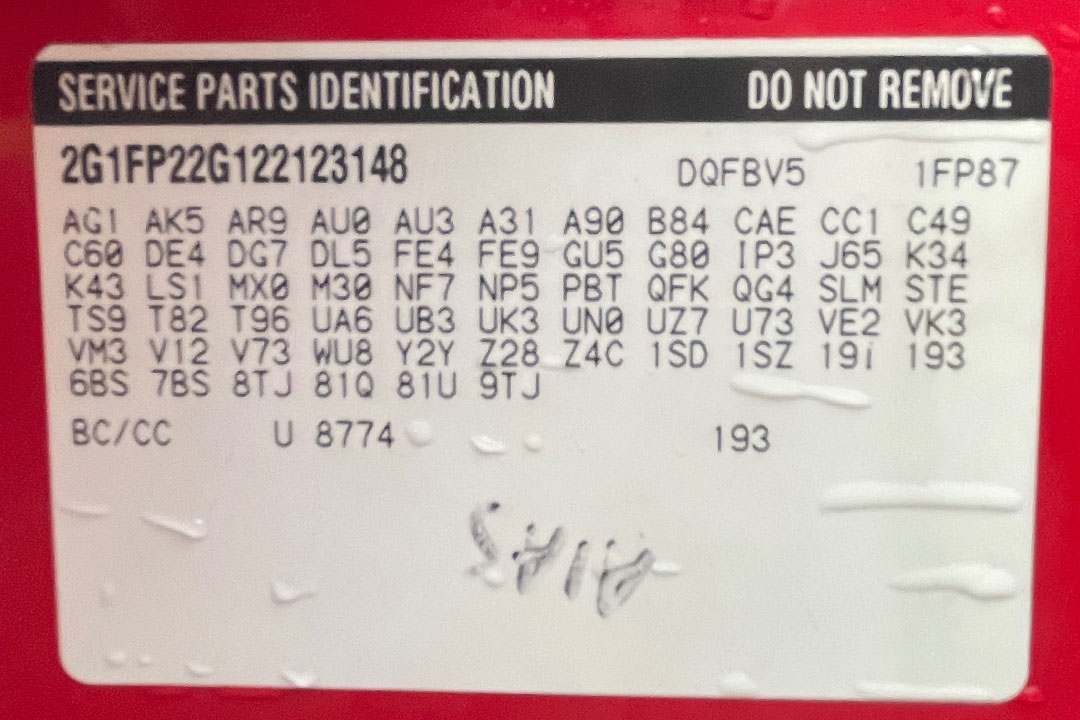 SERVICE PARTS IDENTIFICATION DO NOT REMOVE
2G1FP22G122123148 DQFBV5 1FP87
AG1 AK5 AR9 AU0 AU3 A31 A90 B84 CAE CC1 C49
C60 DE4 DG7 DL5 FE4 FE9 GU5 G80 IP3 J65 K34
K43 LS1 MX0 M30 NF7 NP5 PBT QFK QG4 SLM STE
TS9 T82 T96 UA6 UB3 UK3 UN0 UZ7 U73 VE2 VK3
VM3 V12 V73 WU8 Y2Y Z28 Z4C 1SD 1SZ 19i 193
6BS 7BS 8TJ 81Q 81U 9TJ
BC/CC U 8774 193